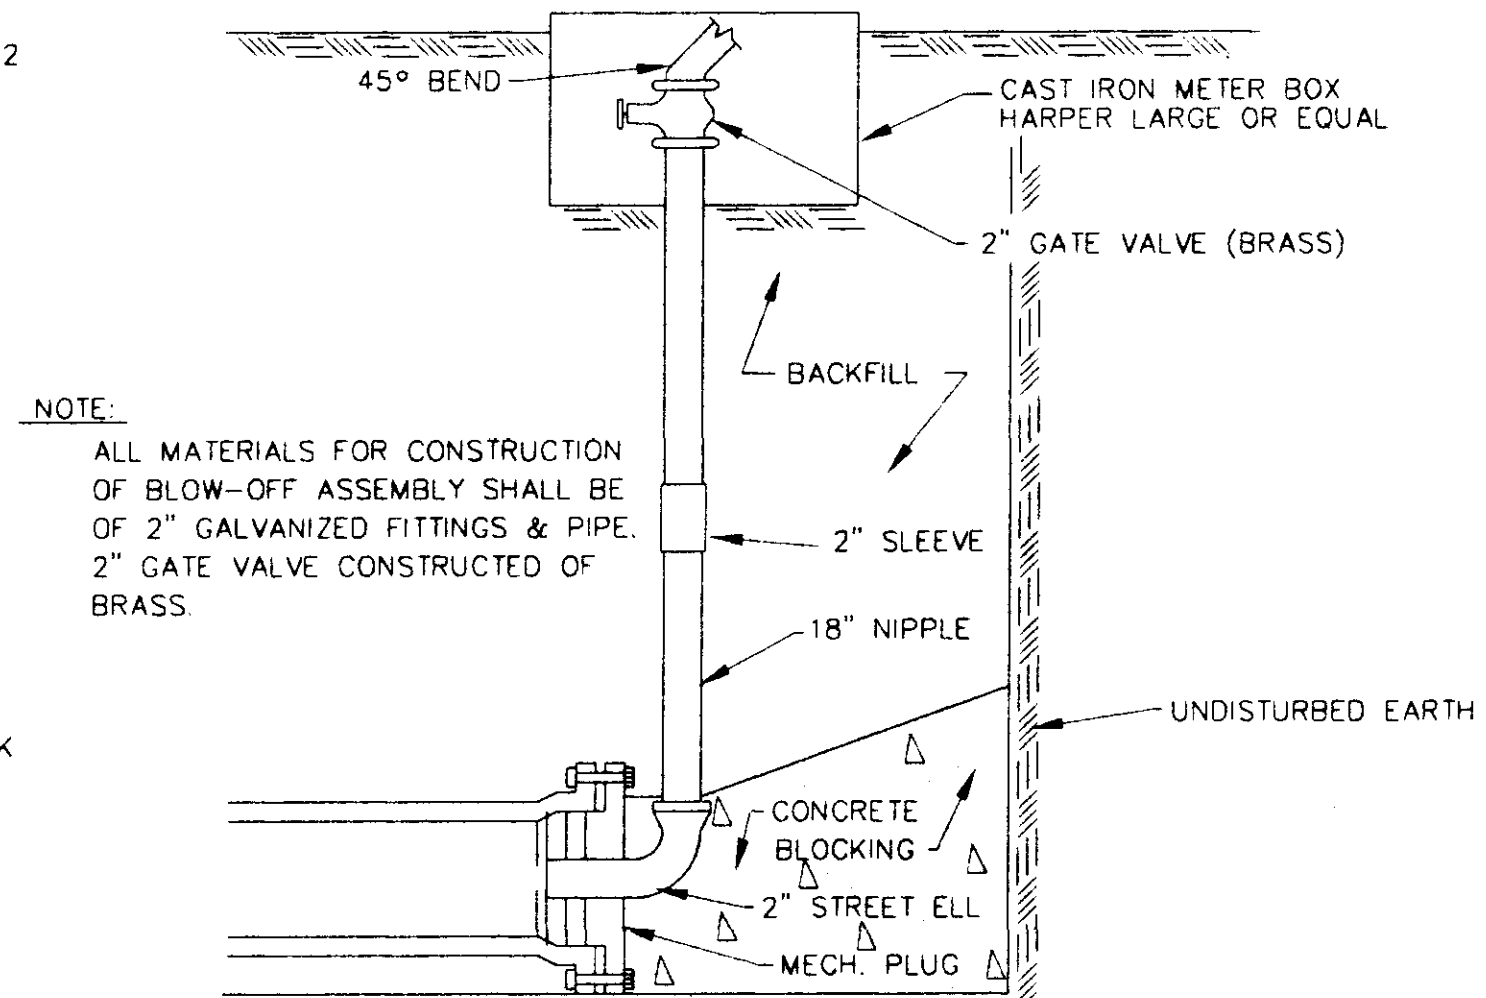 2
45° BEND
CAST IRON METER BOX
HARPER LARGE OR EQUAL
2" GATE VALVE (BRASS)
BACKFILL
NOTE:
ALL MATERIALS FOR CONSTRUCTION
OF BLOW-OFF ASSEMBLY SHALL BE
OF 2" GALVANIZED FITTINGS & PIPE.
2" GATE VALVE CONSTRUCTED OF
BRASS.
2" SLEEVE
18" NIPPLE
UNDISTURBED EARTH
K
CONCRETE
BLOCKING
2" STREET ELL
MECH. PLUG